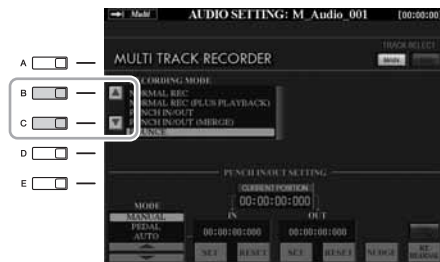 Multi AUDIO SETTING: M_Audio_001 [00:00:00]
TRACK SELECT
MULTI TRACK RECORDER MAIN
A
RECORDING MODE
B
NORMAL REC
NORMAL REC (PLUS PLAYBACK)
PUNCH IN/OUT
C
PUNCH IN/OUT (MERGE)
BOUNCE
D
E
PUNCH IN/OUT SETTING
CURRENT POSITION
00:00:00:000
MODE IN OUT
MANUAL
PEDAL
AUTO
00:00:00:000 00:00:00:000
SET RESET SET RESET NUDGE